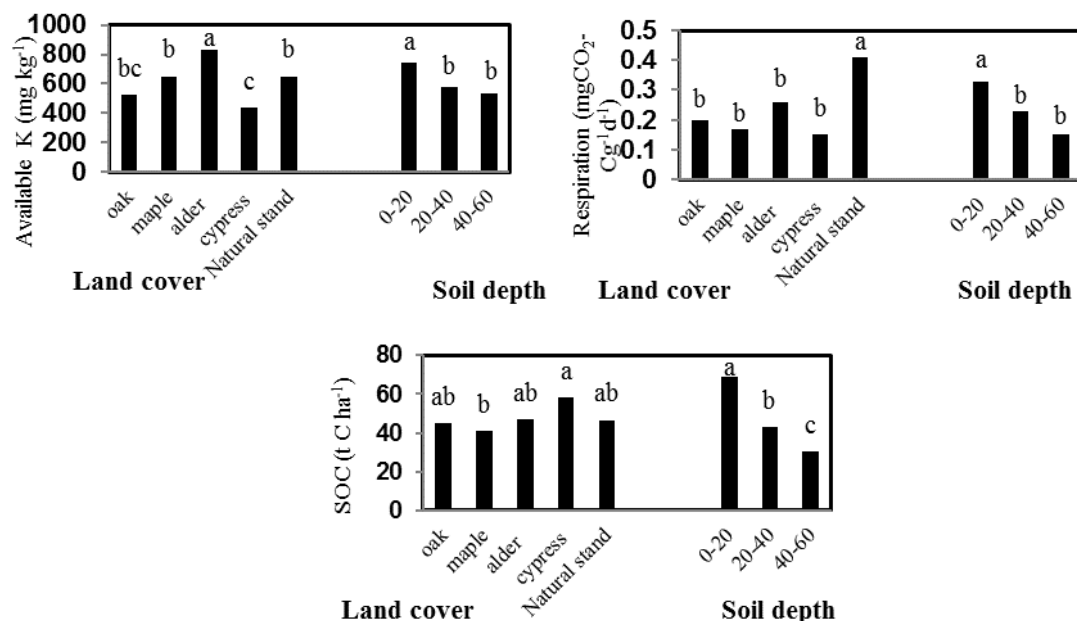 Available K (mg kg⁻¹)
1000
800
600
400
200
0
bc
b
a
c
b
a
b
b
oak
maple
alder
cypress
Natural stand
0-20
20-40
40-60
Land cover
Soil depth
Respiration (mgCO₂-
Cg⁻¹d⁻¹)
0.5
0.4
0.3
0.2
0.1
0
b
b
b
b
a
a
b
b
oak
maple
alder
cypress
Natural stand
0-20
20-40
40-60
Land cover
Soil depth
SOC (t C ha⁻¹)
80
60
40
20
0
ab
b
ab
a
ab
a
b
c
oak
maple
alder
cypress
Natural stand
0-20
20-40
40-60
Land cover
Soil depth